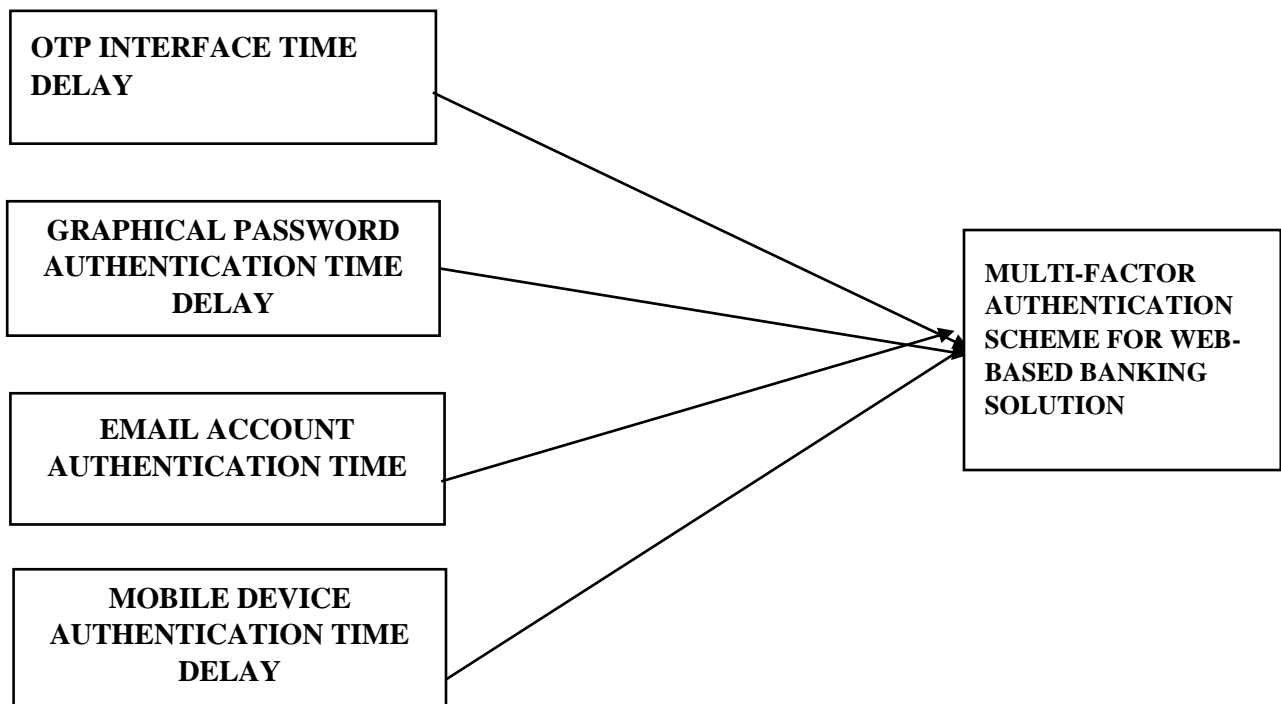 OTP INTERFACE TIME
DELAY
GRAPHICAL PASSWORD
AUTHENTICATION TIME
DELAY
EMAIL ACCOUNT
AUTHENTICATION TIME
MOBILE DEVICE
AUTHENTICATION TIME
DELAY
MULTI-FACTOR
AUTHENTICATION
SCHEME FOR WEB-
BASED BANKING
SOLUTION